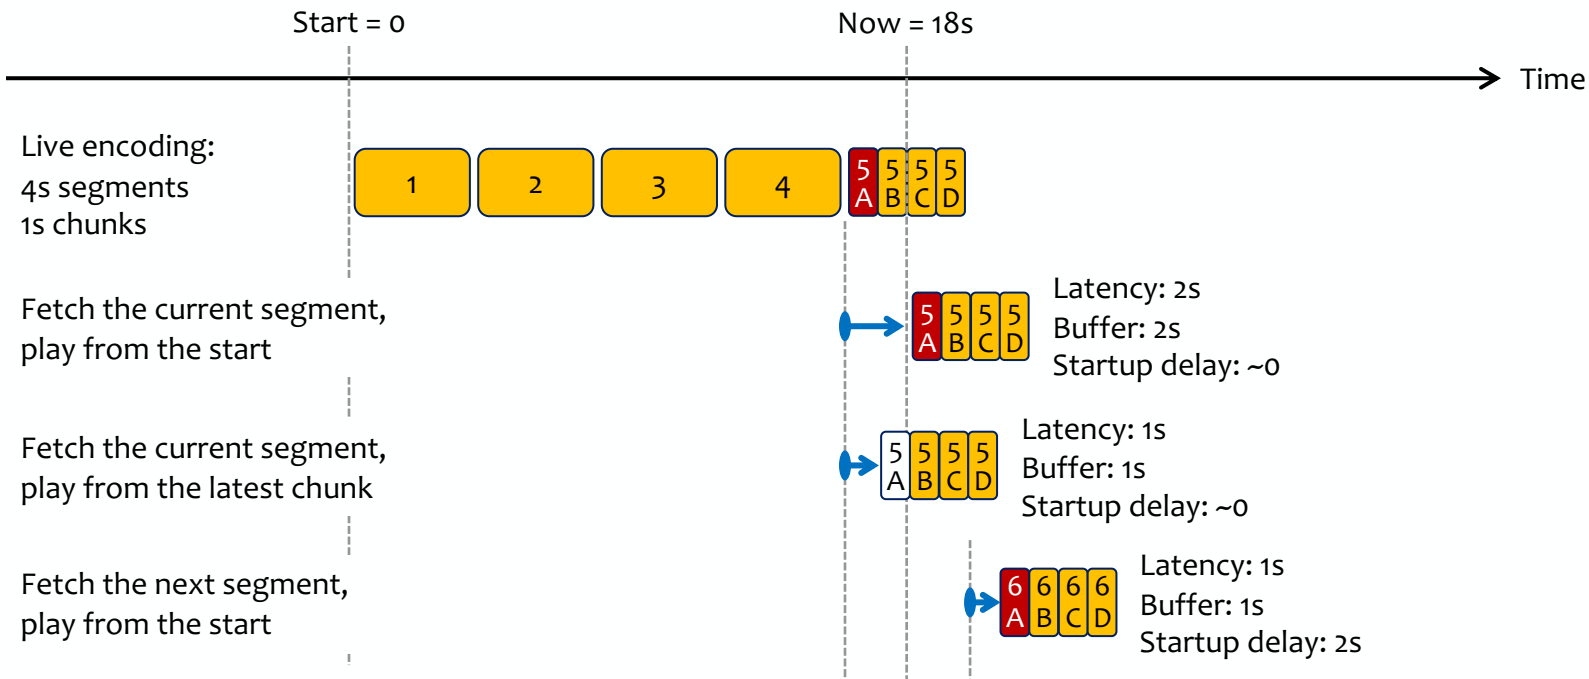 Start = 0
Now = 18s
Time
Live encoding:
4s segments
1s chunks
1
2
3
4
5 5 5 5
A B C D
Fetch the current segment,
play from the start
5 5 5 5
A B C D
Latency: 2s
Buffer: 2s
Startup delay: ~0
Fetch the current segment,
play from the latest chunk
5 5 5 5
A B C D
Latency: 1s
Buffer: 1s
Startup delay: ~0
Fetch the next segment,
play from the start
6 6 6 6
A B C D
Latency: 1s
Buffer: 1s
Startup delay: 2s